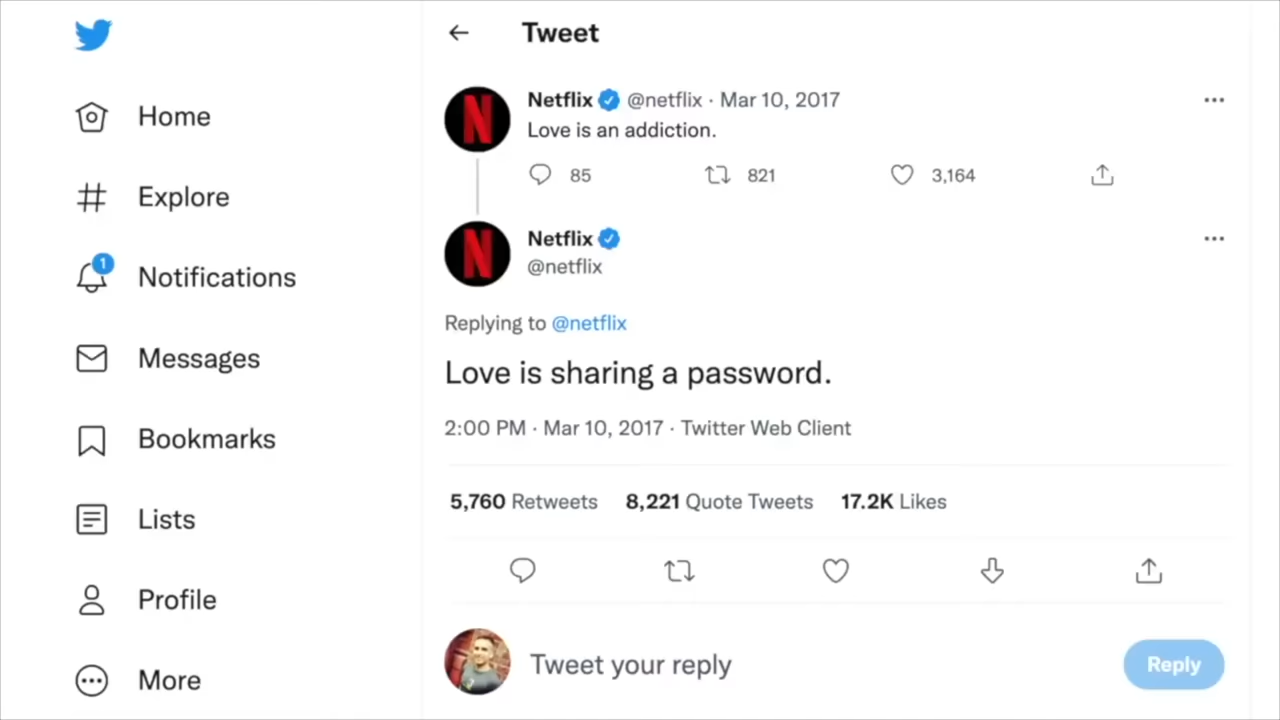 Tweet
Home
Explore
1
Notifications
Messages
Bookmarks
Lists
Profile
More
N
Netflix @netflix · Mar 10, 2017
Love is an addiction.
85 821 3,164
N
Netflix
@netflix
Replying to @netflix
Love is sharing a password.
2:00 PM · Mar 10, 2017 · Twitter Web Client
5,760 Retweets 8,221 Quote Tweets 17.2K Likes
Tweet your reply
Reply